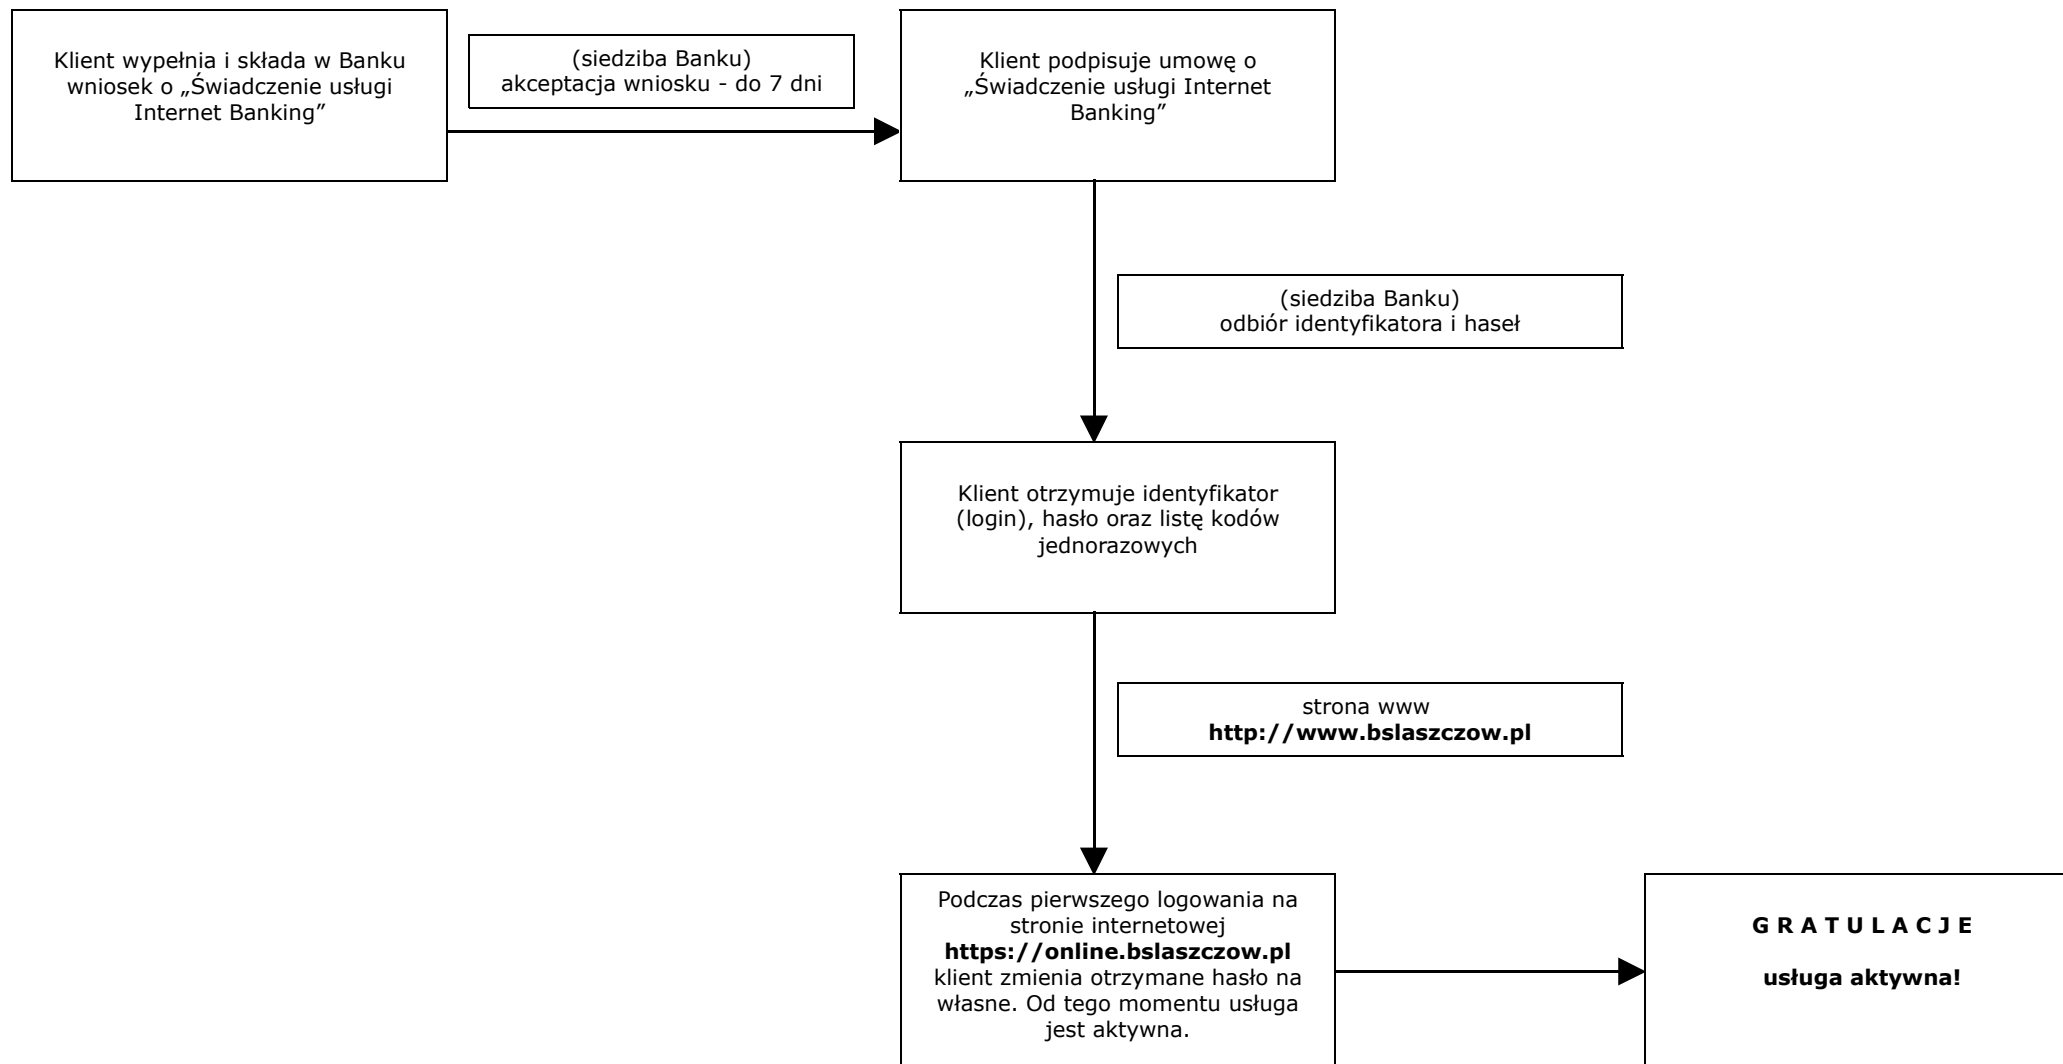 Klient wypełnia i składa w Banku
wniosek o „Świadczenie usługi
Internet Banking”
(siedziba Banku)
akceptacja wniosku - do 7 dni
Klient podpisuje umowę o
„Świadczenie usługi Internet
Banking”
(siedziba Banku)
odbiór identyfikatora i haseł
Klient otrzymuje identyfikator
(login), hasło oraz listę kodów
jednorazowych
strona www
http://www.bslaszczow.pl
Podczas pierwszego logowania na
stronie internetowej
https://online.bslaszczow.pl
klient zmienia otrzymane hasło na
własne. Od tego momentu usługa
jest aktywna.
G R A T U L A C J E
usługa aktywna!